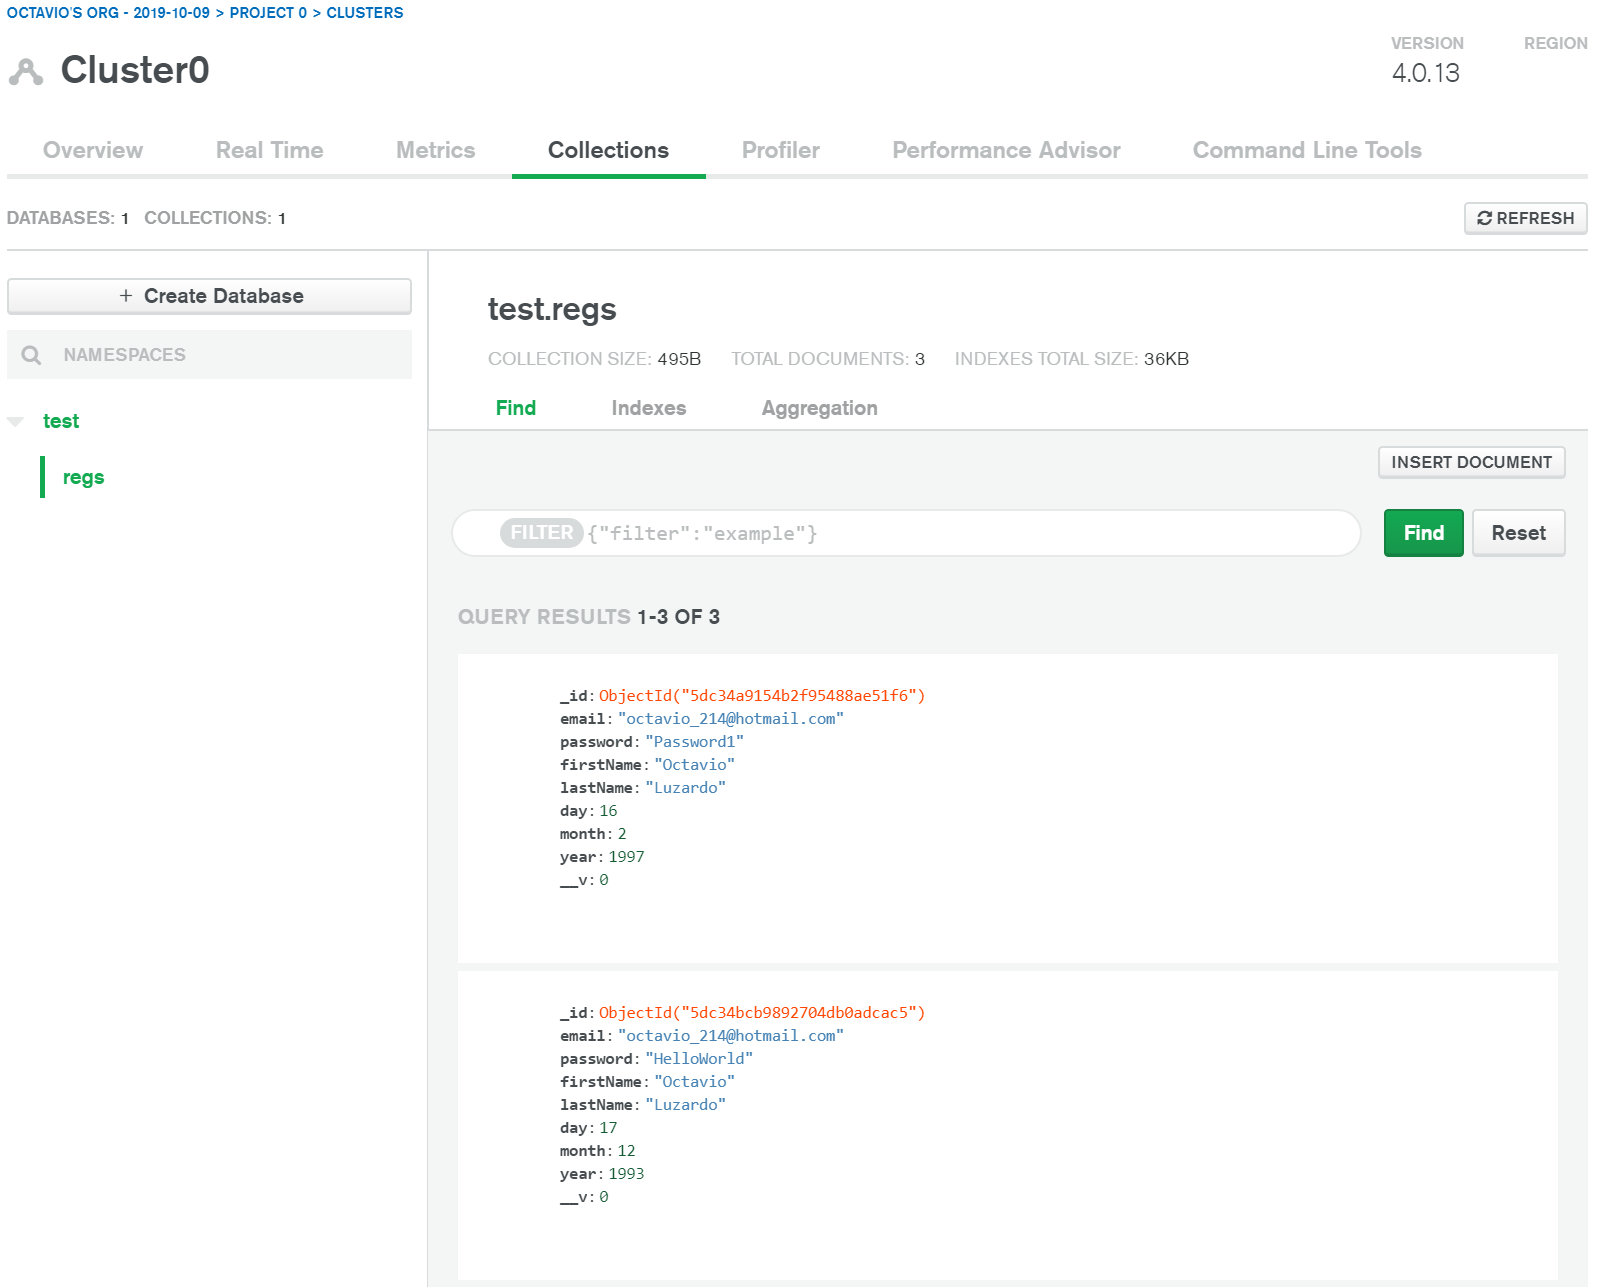 OCTAVIO'S ORG - 2019-10-09 > PROJECT 0 > CLUSTERS
Cluster0
VERSION
4.0.13
REGION
Overview Real Time Metrics Collections Profiler Performance Advisor Command Line Tools
DATABASES: 1 COLLECTIONS: 1
REFRESH
+ Create Database
NAMESPACES
test
regs
test.regs
COLLECTION SIZE: 495B TOTAL DOCUMENTS: 3 INDEXES TOTAL SIZE: 36KB
Find Indexes Aggregation
INSERT DOCUMENT
FILTER {"filter":"example"}
Find Reset
QUERY RESULTS 1-3 OF 3
_id: ObjectId("5dc34a9154b2f95488ae51f6")
email: "octavio_214@hotmail.com"
password: "Password1"
firstName: "Octavio"
lastName: "Luzardo"
day: 16
month: 2
year: 1997
__v: 0
_id: ObjectId("5dc34bcb9892704db0adcac5")
email: "octavio_214@hotmail.com"
password: "HelloWorld"
firstName: "Octavio"
lastName: "Luzardo"
day: 17
month: 12
year: 1993
__v: 0